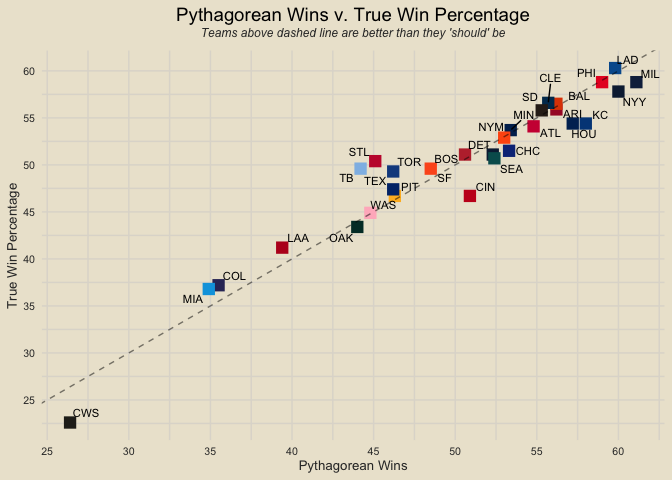 Pythagorean Wins v. True Win Percentage
Teams above dashed line are better than they 'should' be
LAD
PHI
MIL
CLE
SD
BAL
NYY
MIN
ARI
KC
NYM
ATL
HOU
DET
CHC
STL
TOR
BOS
SEA
TB
TEX
PIT
SF
CIN
WAS
OAK
LAA
COL
MIA
CWS
60
55
50
45
40
35
30
25
True Win Percentage
25
30
35
40
45
50
55
60
Pythagorean Wins